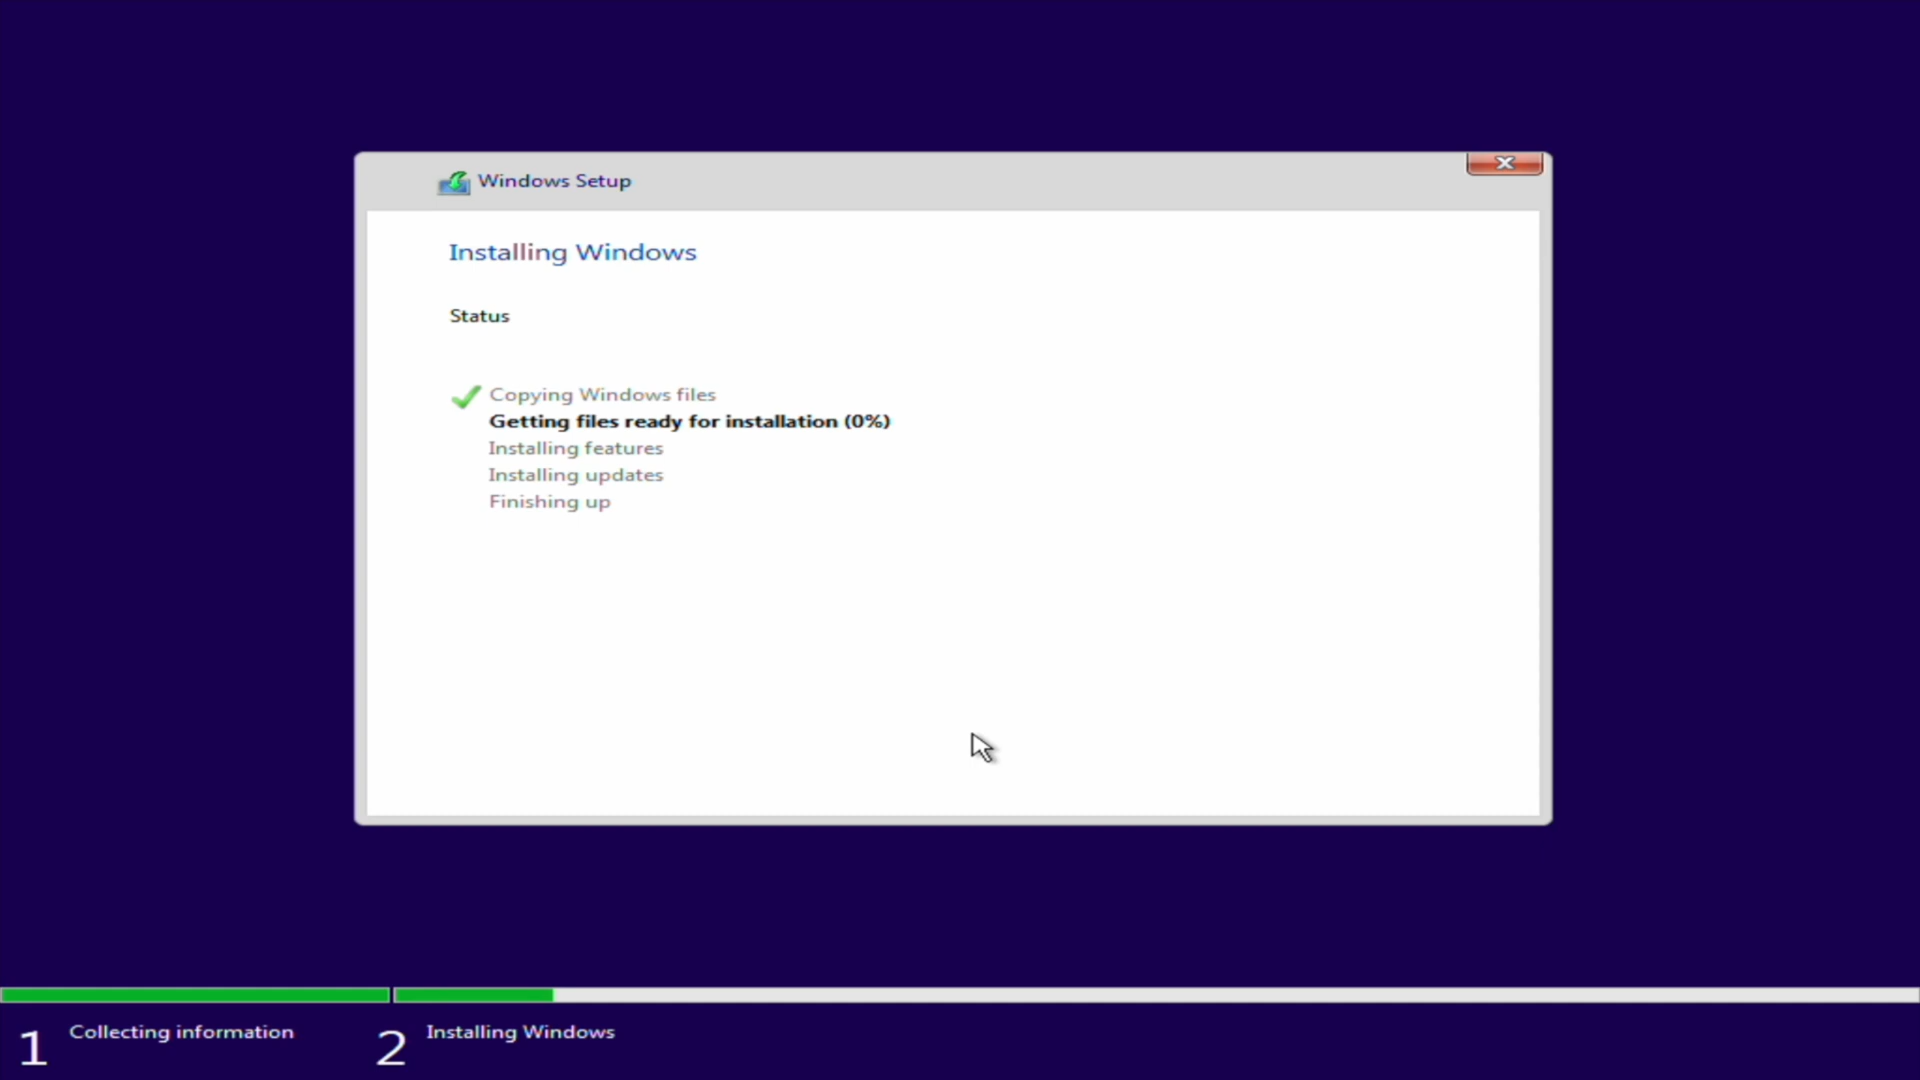 Windows Setup
Installing Windows
Status
Copying Windows files
Getting files ready for installation (0%)
Installing features
Installing updates
Finishing up
1 Collecting information
2 Installing Windows